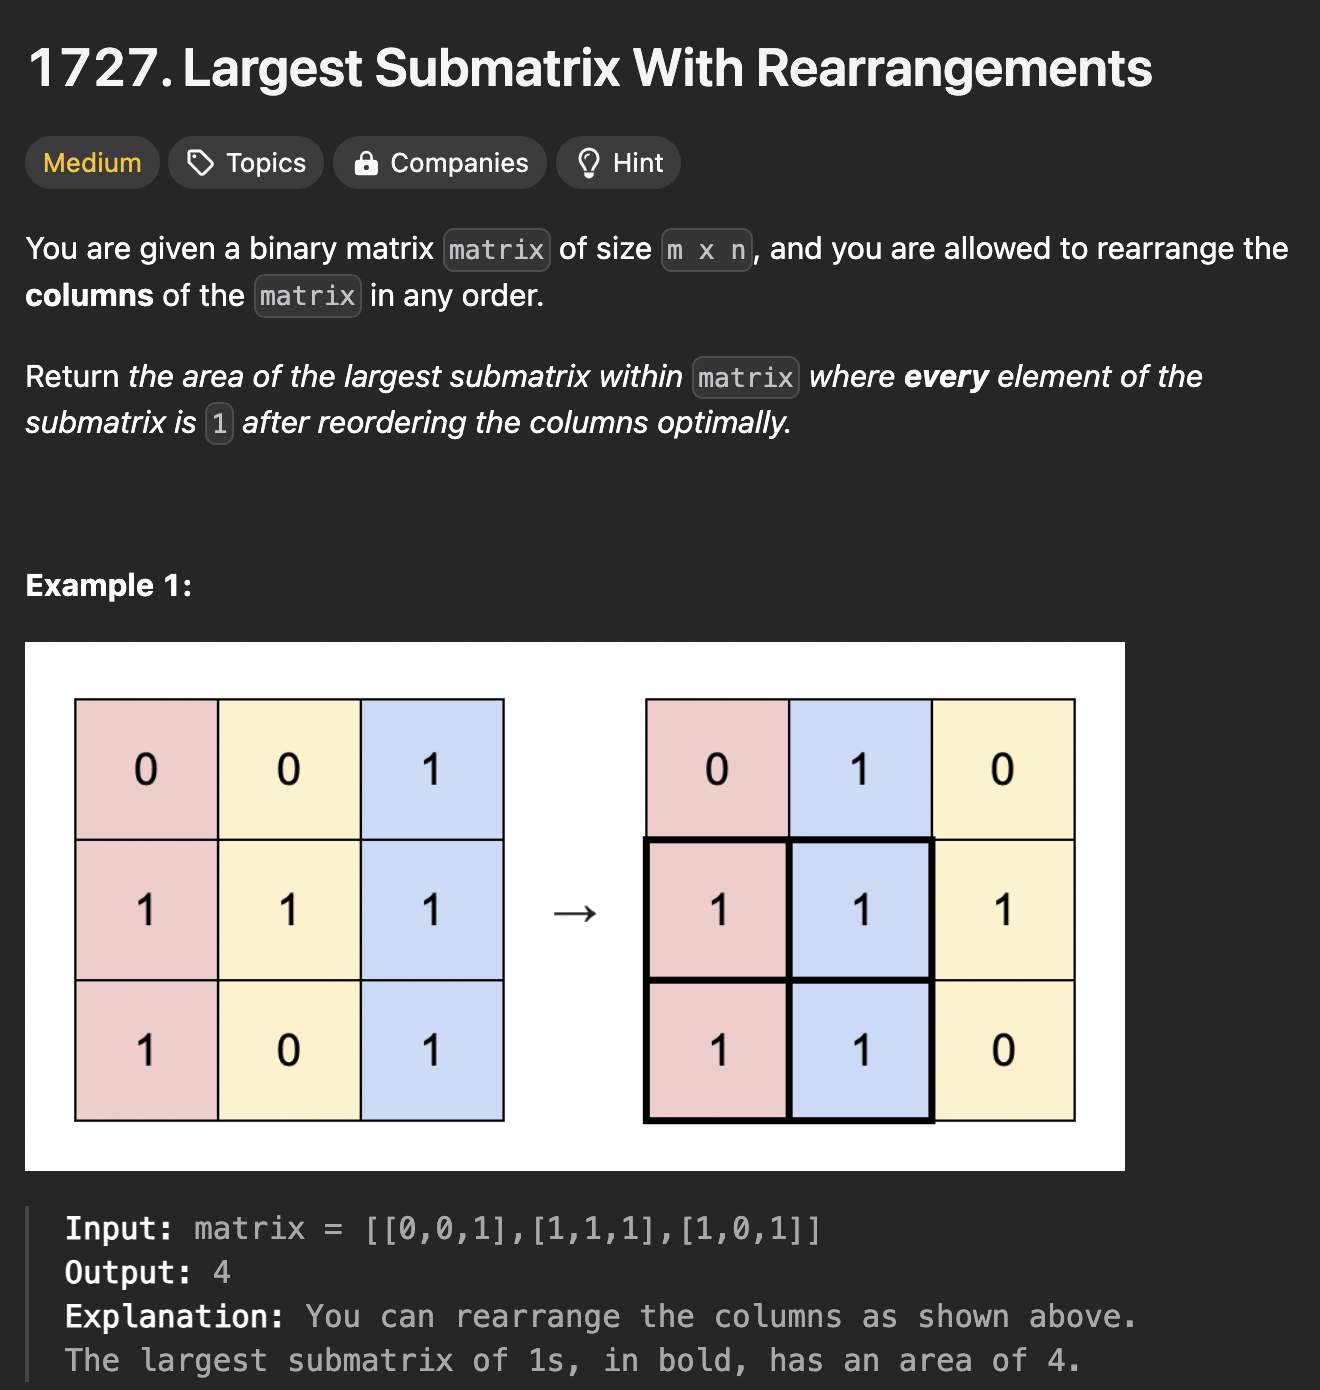 1727. Largest Submatrix With Rearrangements
Medium Topics Companies Hint
You are given a binary matrix matrix of size m x n, and you are allowed to rearrange the
columns of the matrix in any order.
Return the area of the largest submatrix within matrix where every element of the
submatrix is 1 after reordering the columns optimally.
Example 1:
0 0 1 0 1 0
1 1 1 → 1 1 1
1 0 1 1 1 0
Input: matrix = [[0,0,1],[1,1,1],[1,0,1]]
Output: 4
Explanation: You can rearrange the columns as shown above.
The largest submatrix of 1s, in bold, has an area of 4.